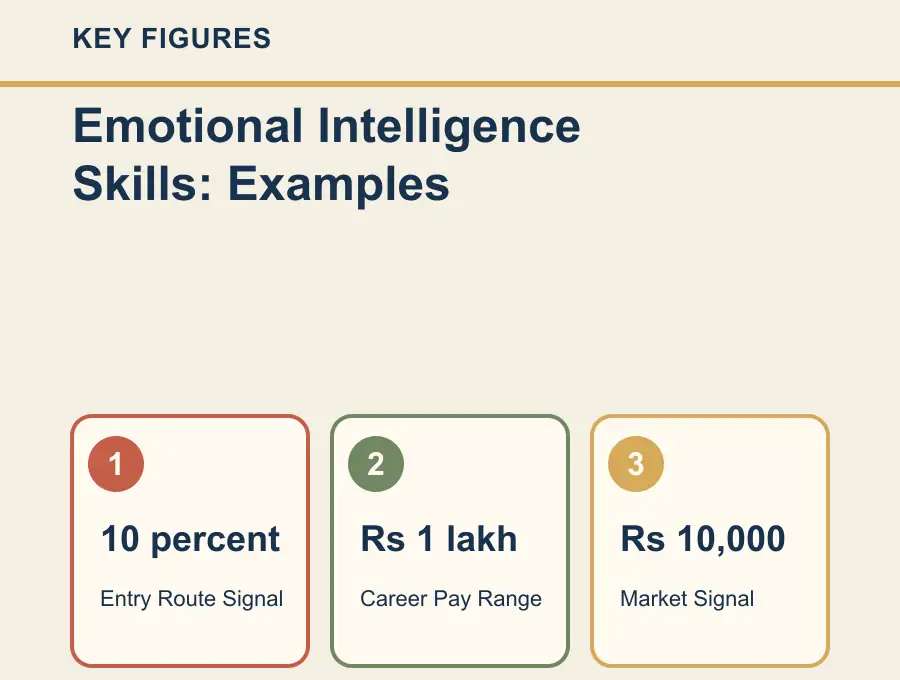 KEY FIGURES
Emotional Intelligence
Skills: Examples
1
10 percent
Entry Route Signal
2
Rs 1 lakh
Career Pay Range
3
Rs 10,000
Market Signal